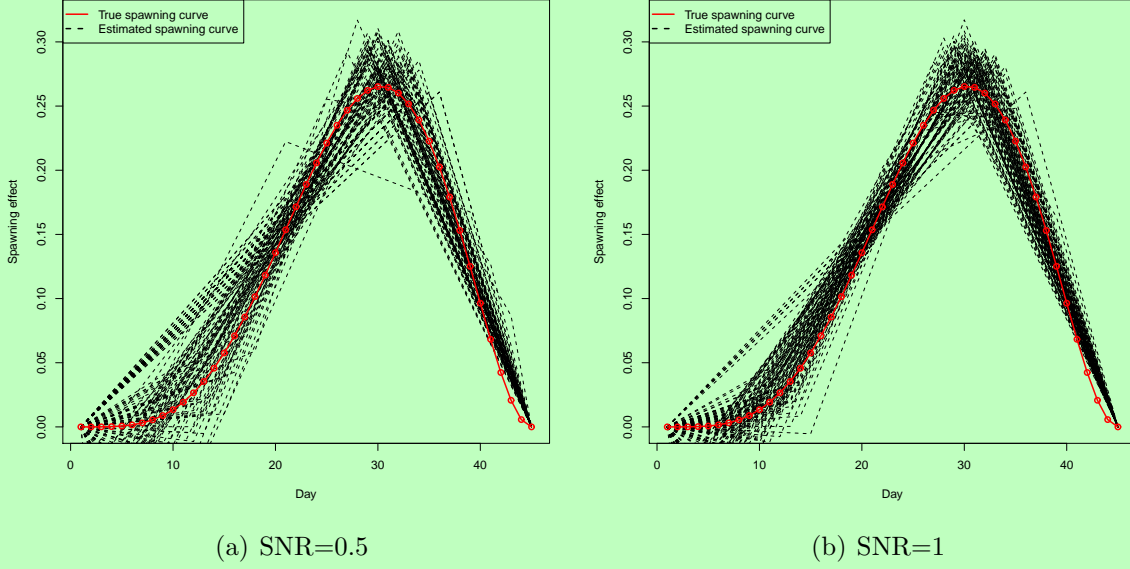 True spawning curve
Estimated spawning curve
0.30
0.25
0.20
0.15
0.10
0.05
0.00
Spawning effect
0 10 20 30 40
Day
(a) SNR=0.5
True spawning curve
Estimated spawning curve
0.30
0.25
0.20
0.15
0.10
0.05
0.00
Spawning effect
0 10 20 30 40
Day
(b) SNR=1